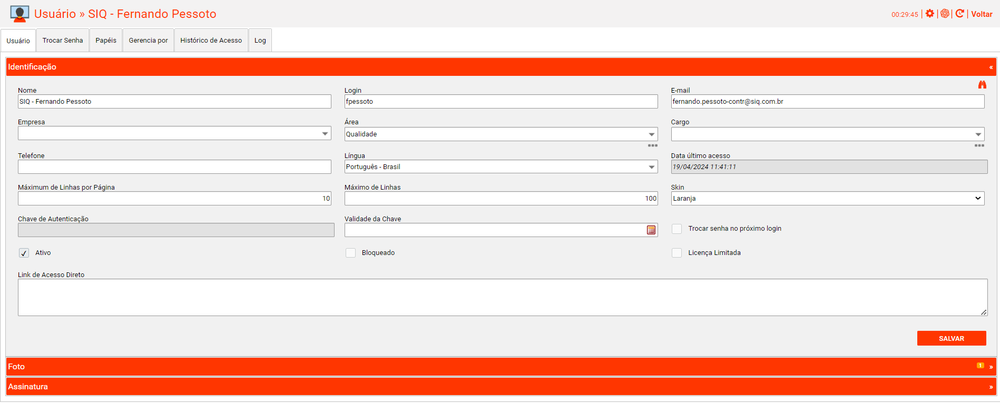 Usuário » SIQ - Fernando Pessoto
00:29:45 | | | | Voltar
Usuário Trocar Senha Papéis Gerencia por Histórico de Acesso Log
Identificação «
Nome Login E-mail
SIQ - Fernando Pessoto fpessoto fernando.pessoto-contr@siq.com.br
Empresa Área Cargo
Qualidade
Telefone Língua Data último acesso
Português - Brasil 19/04/2024 11:41:11
Máximum de Linhas por Página Máximo de Linhas Skin
10 100 Laranja
Chave de Autenticação Validade da Chave
Trocar senha no próximo login
Ativo Bloqueado Licença Limitada
Link de Acesso Direto
SALVAR
Foto 1 »
Assinatura »